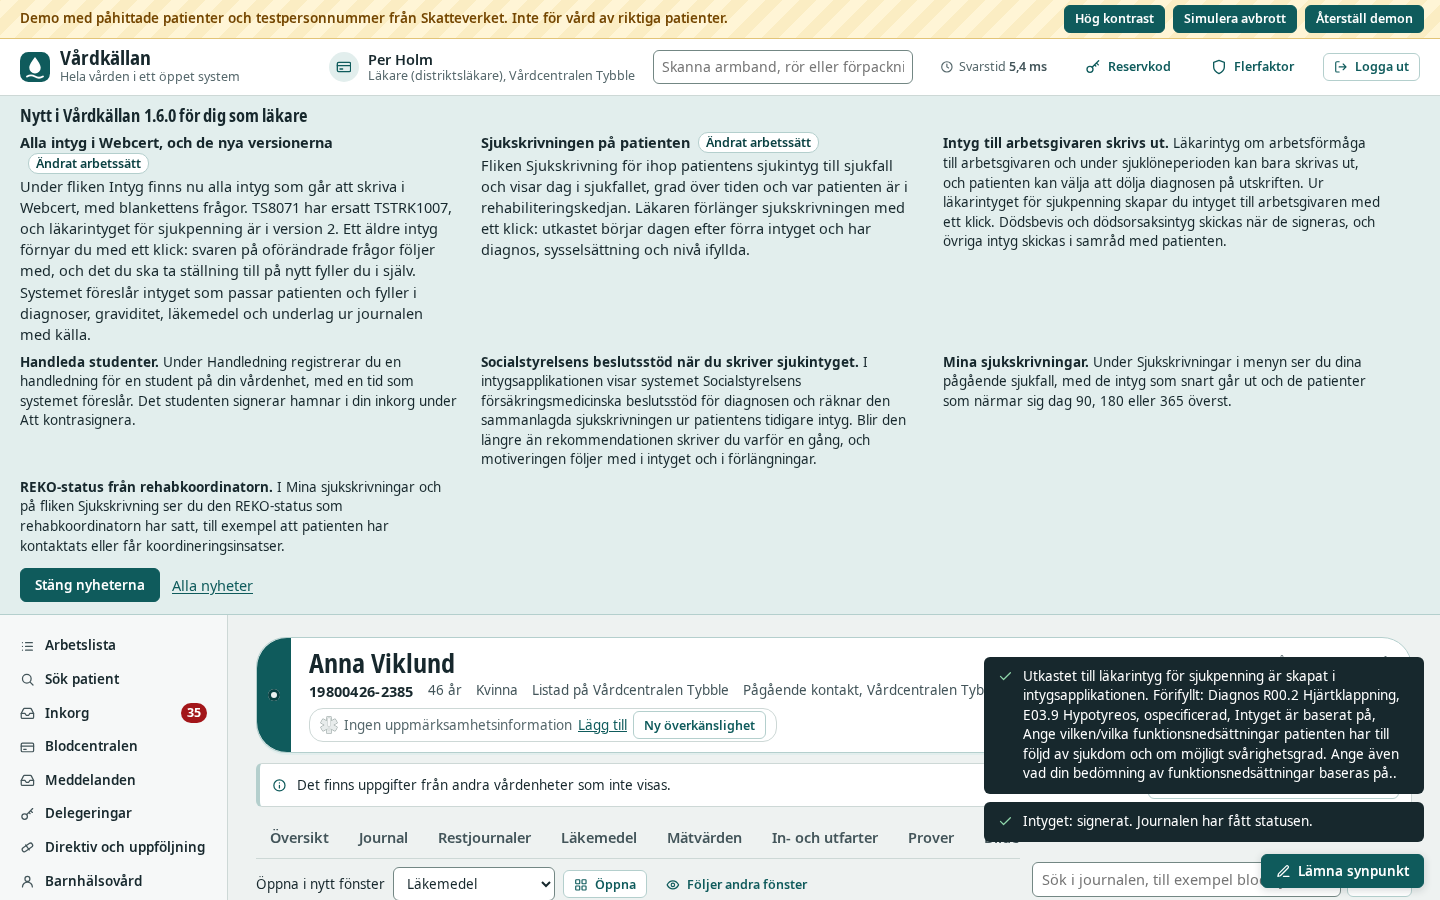 Demo med påhittade patienter och testpersonnummer från Skatteverket. Inte för vård av riktiga patienter.
Hög kontrast
Simulera avbrott
Återställ demon
Vårdkällan
Hela vården i ett öppet system
Per Holm
Läkare (distriktsläkare), Vårdcentralen Tybble
Skanna armband, rör eller förpackni
Svarstid 5,4 ms
Reservkod
Flerfaktor
Logga ut
Nytt i Vårdkällan 1.6.0 för dig som läkare
Alla intyg i Webcert, och de nya versionerna
Ändrat arbetssätt
Under fliken Intyg finns nu alla intyg som går att skriva i
Webcert, med blankettens frågor. TS8071 har ersatt TSTRK1007,
och läkarintyget för sjukpenning är i version 2. Ett äldre intyg
förnyar du med ett klick: svaren på oförändrade frågor följer
med, och det du ska ta ställning till på nytt fyller du i själv.
Systemet föreslår intyget som passar patienten och fyller i
diagnoser, graviditet, läkemedel och underlag ur journalen
med källa.
Sjukskrivningen på patienten
Ändrat arbetssätt
Fliken Sjukskrivning för ihop patientens sjukintyg till sjukfall
och visar dag i sjukfallet, grad över tiden och var patienten är i
rehabiliteringskedjan. Läkaren förlänger sjukskrivningen med
ett klick: utkastet börjar dagen efter förra intyget och har
diagnos, sysselsättning och nivå ifyllda.
Intyg till arbetsgivaren skrivs ut. Läkarintyg om arbetsförmåga
till arbetsgivaren och under sjuklöneperioden kan bara skrivas ut,
och patienten kan välja att dölja diagnosen på utskriften. Ur
läkarintyget för sjukpenning skapar du intyget till arbetsgivaren med
ett klick. Dödsbevis och dödsorsaksintyg skickas när de signeras, och
övriga intyg skickas i samråd med patienten.
Handleda studenter. Under Handledning registrerar du en
handledning för en student på din vårdenhet, med en tid som
systemet föreslår. Det studenten signerar hamnar i din inkorg under
Att kontrasignera.
Socialstyrelsens beslutsstöd när du skriver sjukintyget. I
intygsapplikationen visar systemet Socialstyrelsens
försäkringsmedicinska beslutsstöd för diagnosen och räknar den
sammanlagda sjukskrivningen ur patientens tidigare intyg. Blir den
längre än rekommendationen skriver du varför en gång, och
motiveringen följer med i intyget och i förlängningar.
Mina sjukskrivningar. Under Sjukskrivningar i menyn ser du dina
pågående sjukfall, med de intyg som snart går ut och de patienter
som närmar sig dag 90, 180 eller 365 överst.
REKO-status från rehabkoordinatorn. I Mina sjukskrivningar och
på fliken Sjukskrivning ser du den REKO-status som
rehabkoordinatorn har satt, till exempel att patienten har
kontaktats eller får koordineringsinsatser.
Stäng nyheterna
Alla nyheter
Arbetslista
Sök patient
Inkorg
35
Blodcentralen
Meddelanden
Delegeringar
Direktiv och uppföljning
Barnhälsovård
Anna Viklund
19800426-2385
46 år
Kvinna
Listad på Vårdcentralen Tybble
Pågående kontakt, Vårdcentralen Tyb
Ingen uppmärksamhetsinformation
Lägg till
Ny överkänslighet
Det finns uppgifter från andra vårdenheter som inte visas.
Översikt
Journal
Restjournaler
Läkemedel
Mätvärden
In- och utfarter
Prover
Öppna i nytt fönster
Läkemedel
Öppna
Följer andra fönster
Sök i journalen, till exempel blo
Utkastet till läkarintyg för sjukpenning är skapat i
intygsapplikationen. Förifyllt: Diagnos R00.2 Hjärtklappning,
E03.9 Hypotyreos, ospecificerad, Intyget är baserat på,
Ange vilken/vilka funktionsnedsättningar patienten har till
följd av sjukdom och om möjligt svårighetsgrad. Ange även
vad din bedömning av funktionsnedsättningar baseras på..
Intyget: signerat. Journalen har fått statusen.
Lämna synpunkt